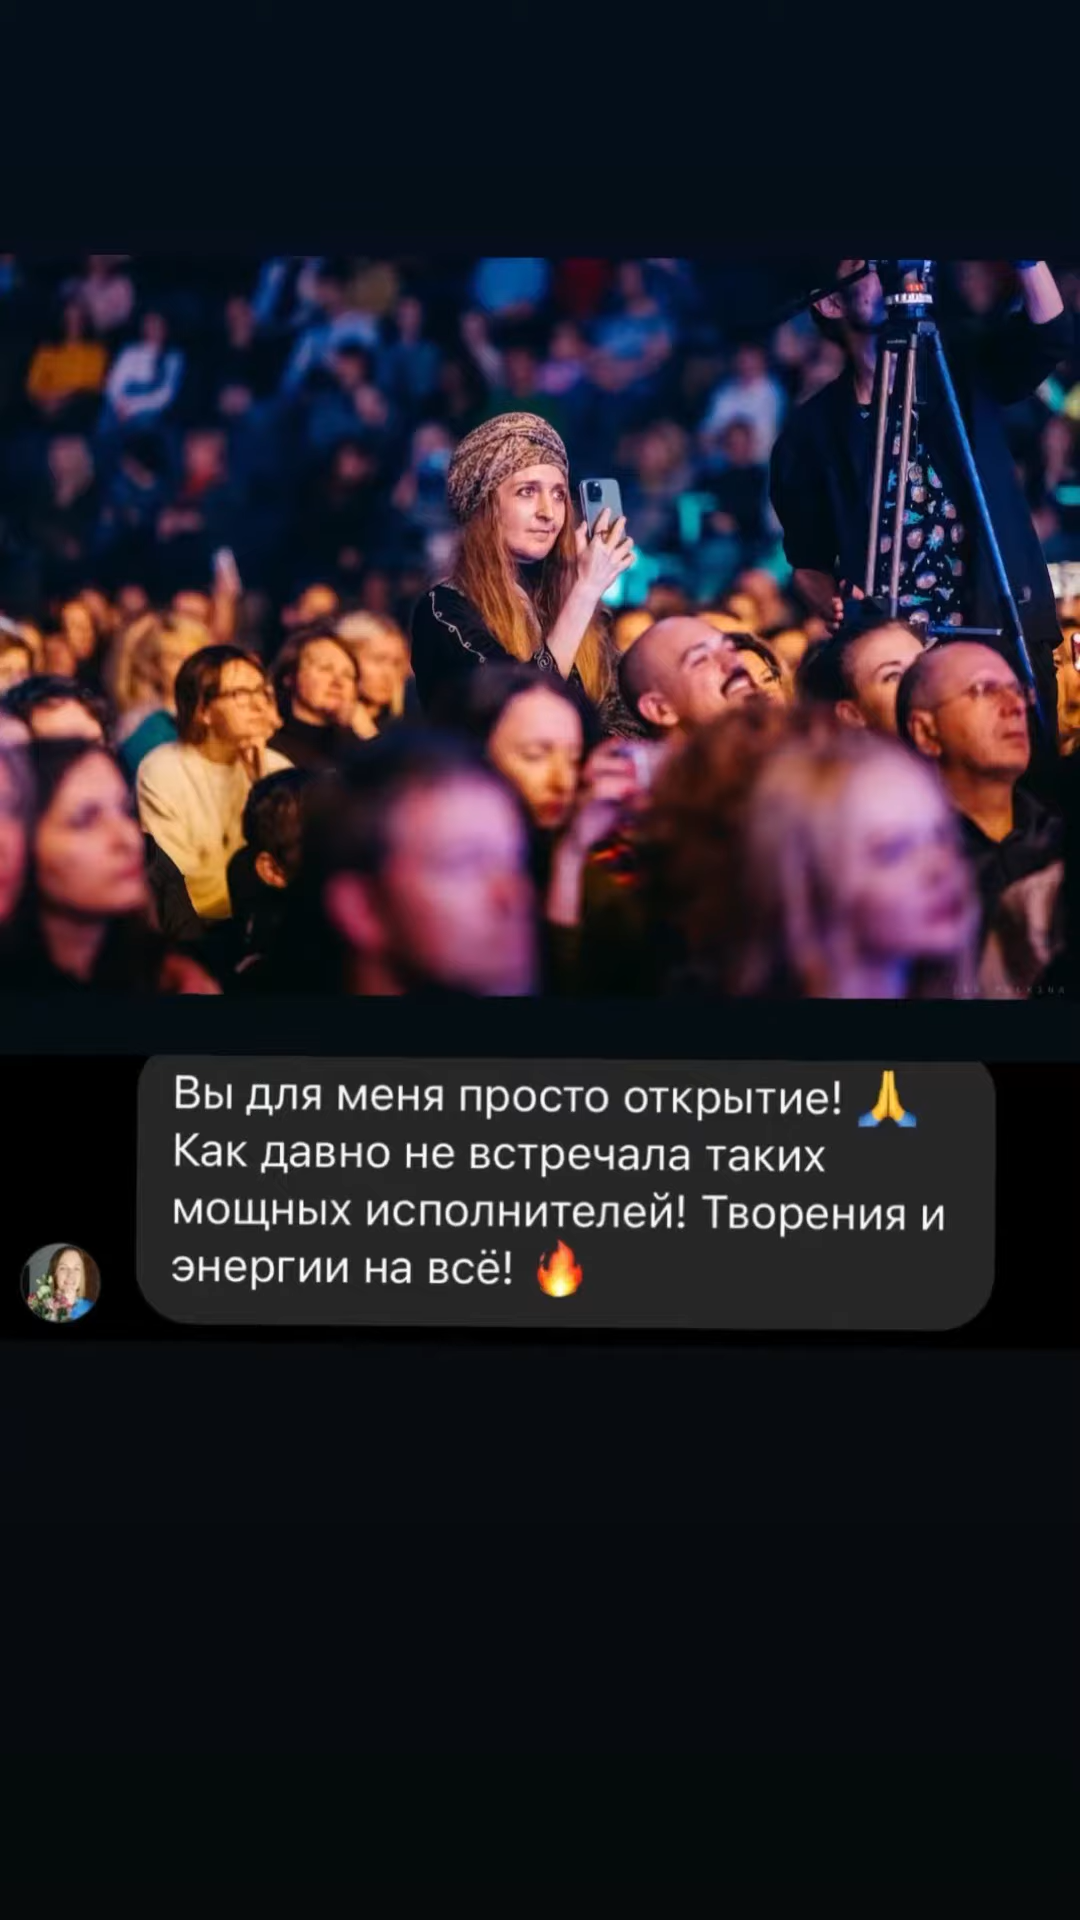 Вы для меня просто открытие! 🙏
Как давно не встречала таких
мощных исполнителей! Творения и
энергии на всё! 🔥